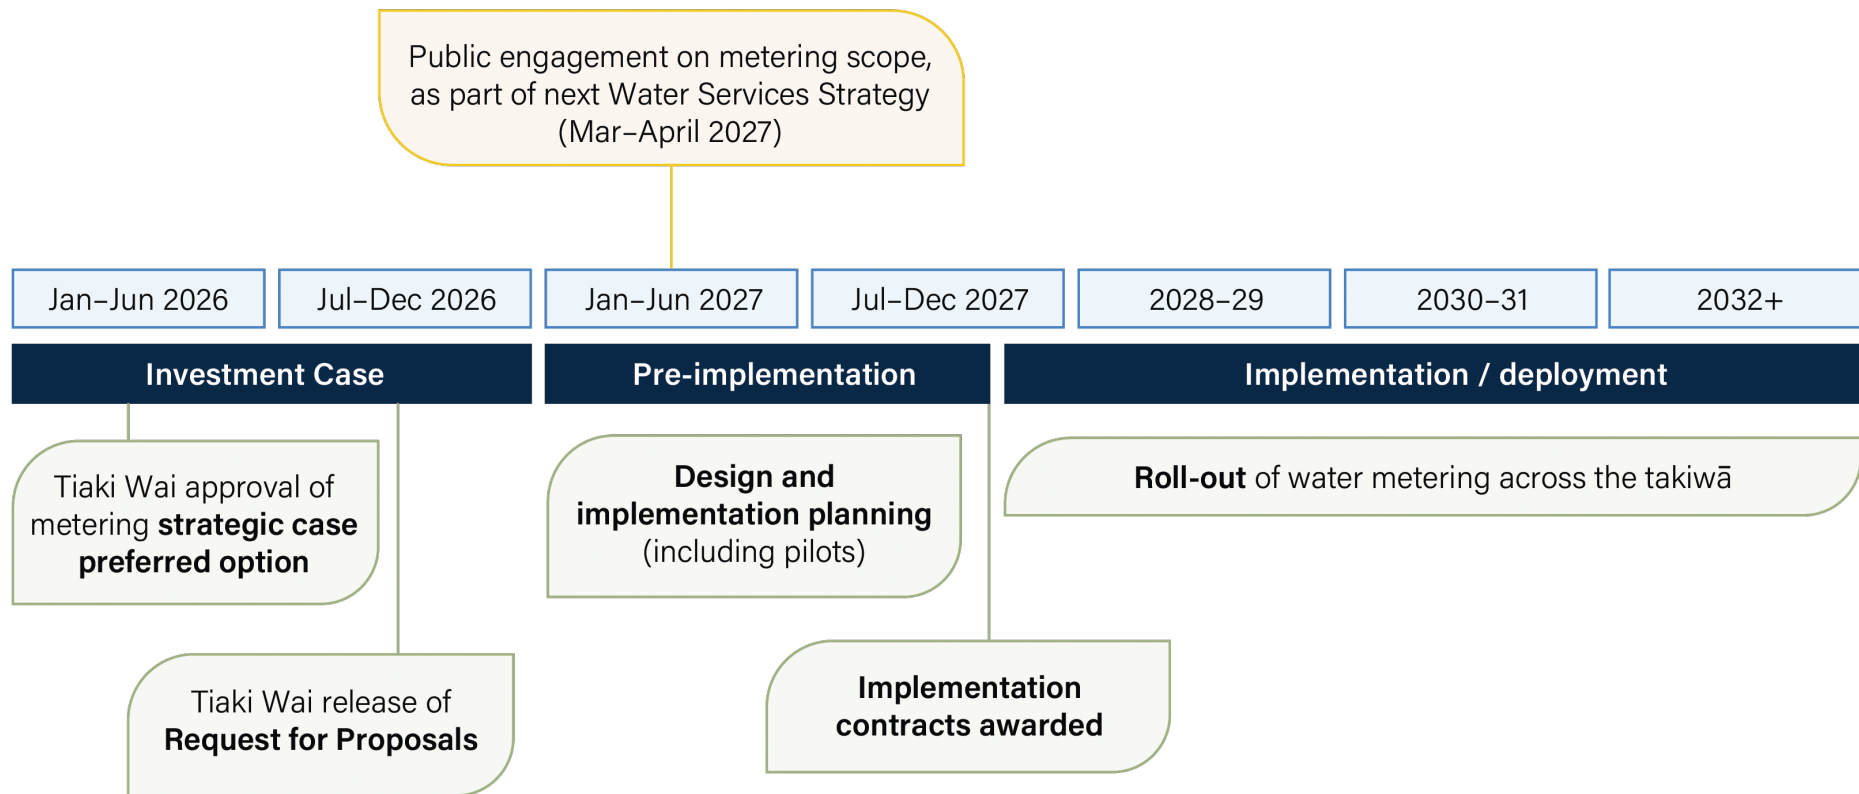 Public engagement on metering scope,
as part of next Water Services Strategy
(Mar–April 2027)
Jan–Jun 2026
Jul–Dec 2026
Jan–Jun 2027
Jul–Dec 2027
2028–29
2030–31
2032+
Investment Case
Pre-implementation
Implementation / deployment
Tiaki Wai approval of
metering strategic case
preferred option
Design and
implementation planning
(including pilots)
Roll-out of water metering across the takiwā
Tiaki Wai release of
Request for Proposals
Implementation
contracts awarded